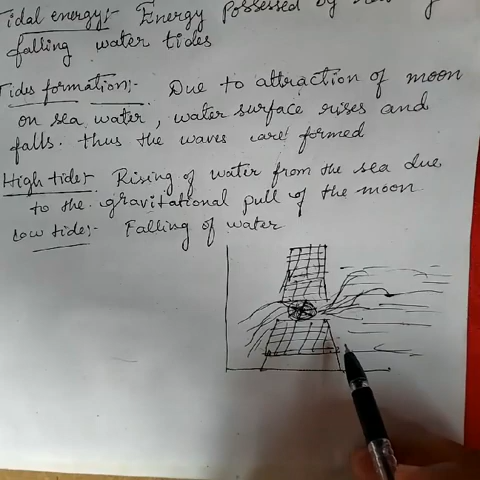 Tidal energy:- Energy Possessed by
falling water tides
Tides formation:- Due to attraction of moon
on sea water, water surface rises and
falls. thus the waves are formed
High tide:- Rising of water from the sea due
to the gravitational pull of the moon
Low tide:- Falling of water